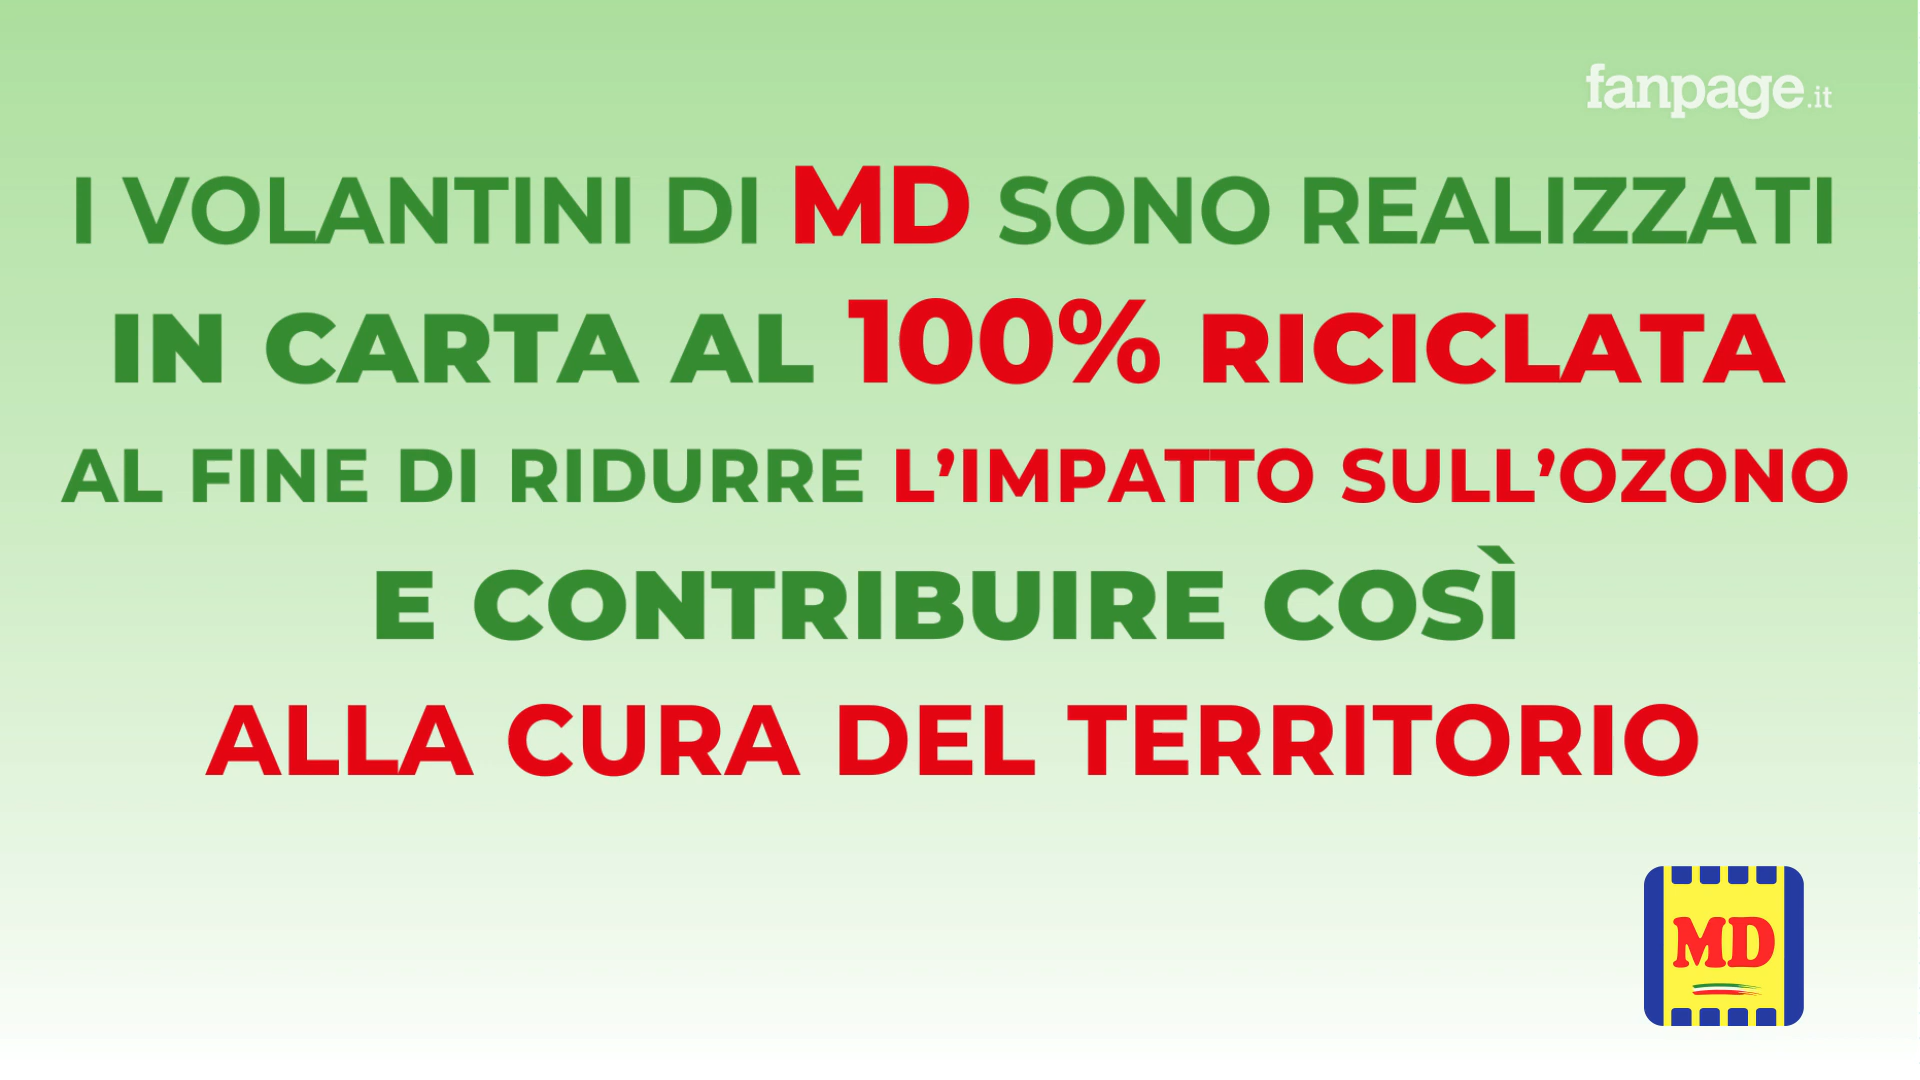 fanpage.it
I VOLANTINI DI MD SONO REALIZZATI
IN CARTA AL 100% RICICLATA
AL FINE DI RIDURRE L’IMPATTO SULL’OZONO
E CONTRIBUIRE COSÌ
ALLA CURA DEL TERRITORIO
MD